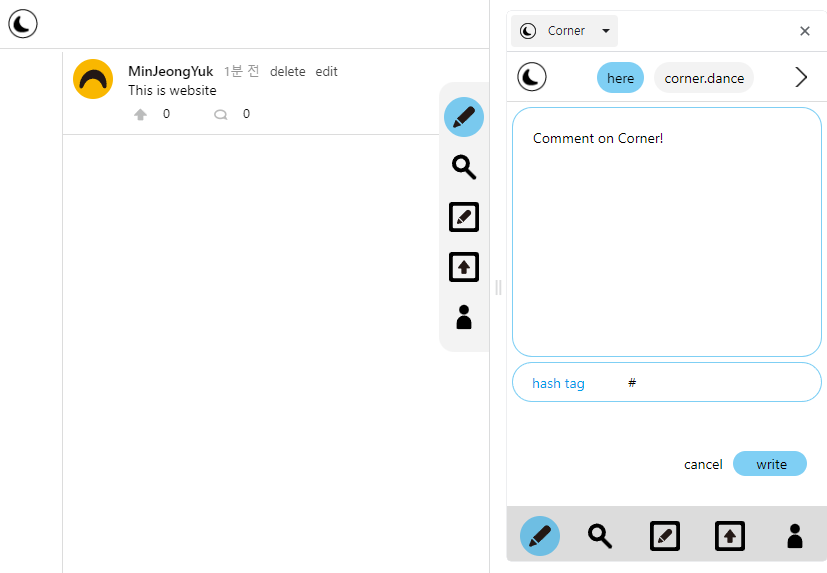 MinJeongYuk 1분 전 delete edit
This is website
0 0
Corner
here corner.dance
Comment on Corner!
hash tag #
cancel write